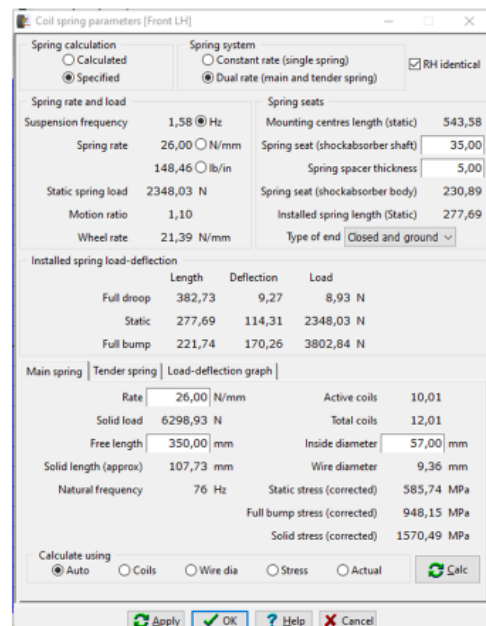 Coil spring parameters [Front LH]
Spring calculation
Calculated
Specified
Spring system
Constant rate (single spring)
Dual rate (main and tender spring)
RH identical
Spring rate and load
Suspension frequency 1,58 Hz
Spring rate 26,00 N/mm
148,46 lb/in
Static spring load 2348,03 N
Motion ratio 1,10
Wheel rate 21,39 N/mm
Spring seats
Mounting centres length (static) 543,58
Spring seat (shockabsorber shaft) 35,00
Spring spacer thickness 5,00
Spring seat (shockabsorber body) 230,89
Installed spring length (Static) 277,69
Type of end Closed and ground
Installed spring load-deflection
Length Deflection Load
Full droop 382,73 9,27 8,93 N
Static 277,69 114,31 2348,03 N
Full bump 221,74 170,26 3802,84 N
Main spring Tender spring Load-deflection graph
Rate 26,00 N/mm Active coils 10,01
Solid load 6298,93 N Total coils 12,01
Free length 350,00 mm Inside diameter 57,00 mm
Solid length (approx) 107,73 mm Wire diameter 9,36 mm
Natural frequency 76 Hz Static stress (corrected) 585,74 MPa
Full bump stress (corrected) 948,15 MPa
Solid stress (corrected) 1570,49 MPa
Calculate using
Auto Coils Wire dia Stress Actual Calc
Apply OK Help Cancel